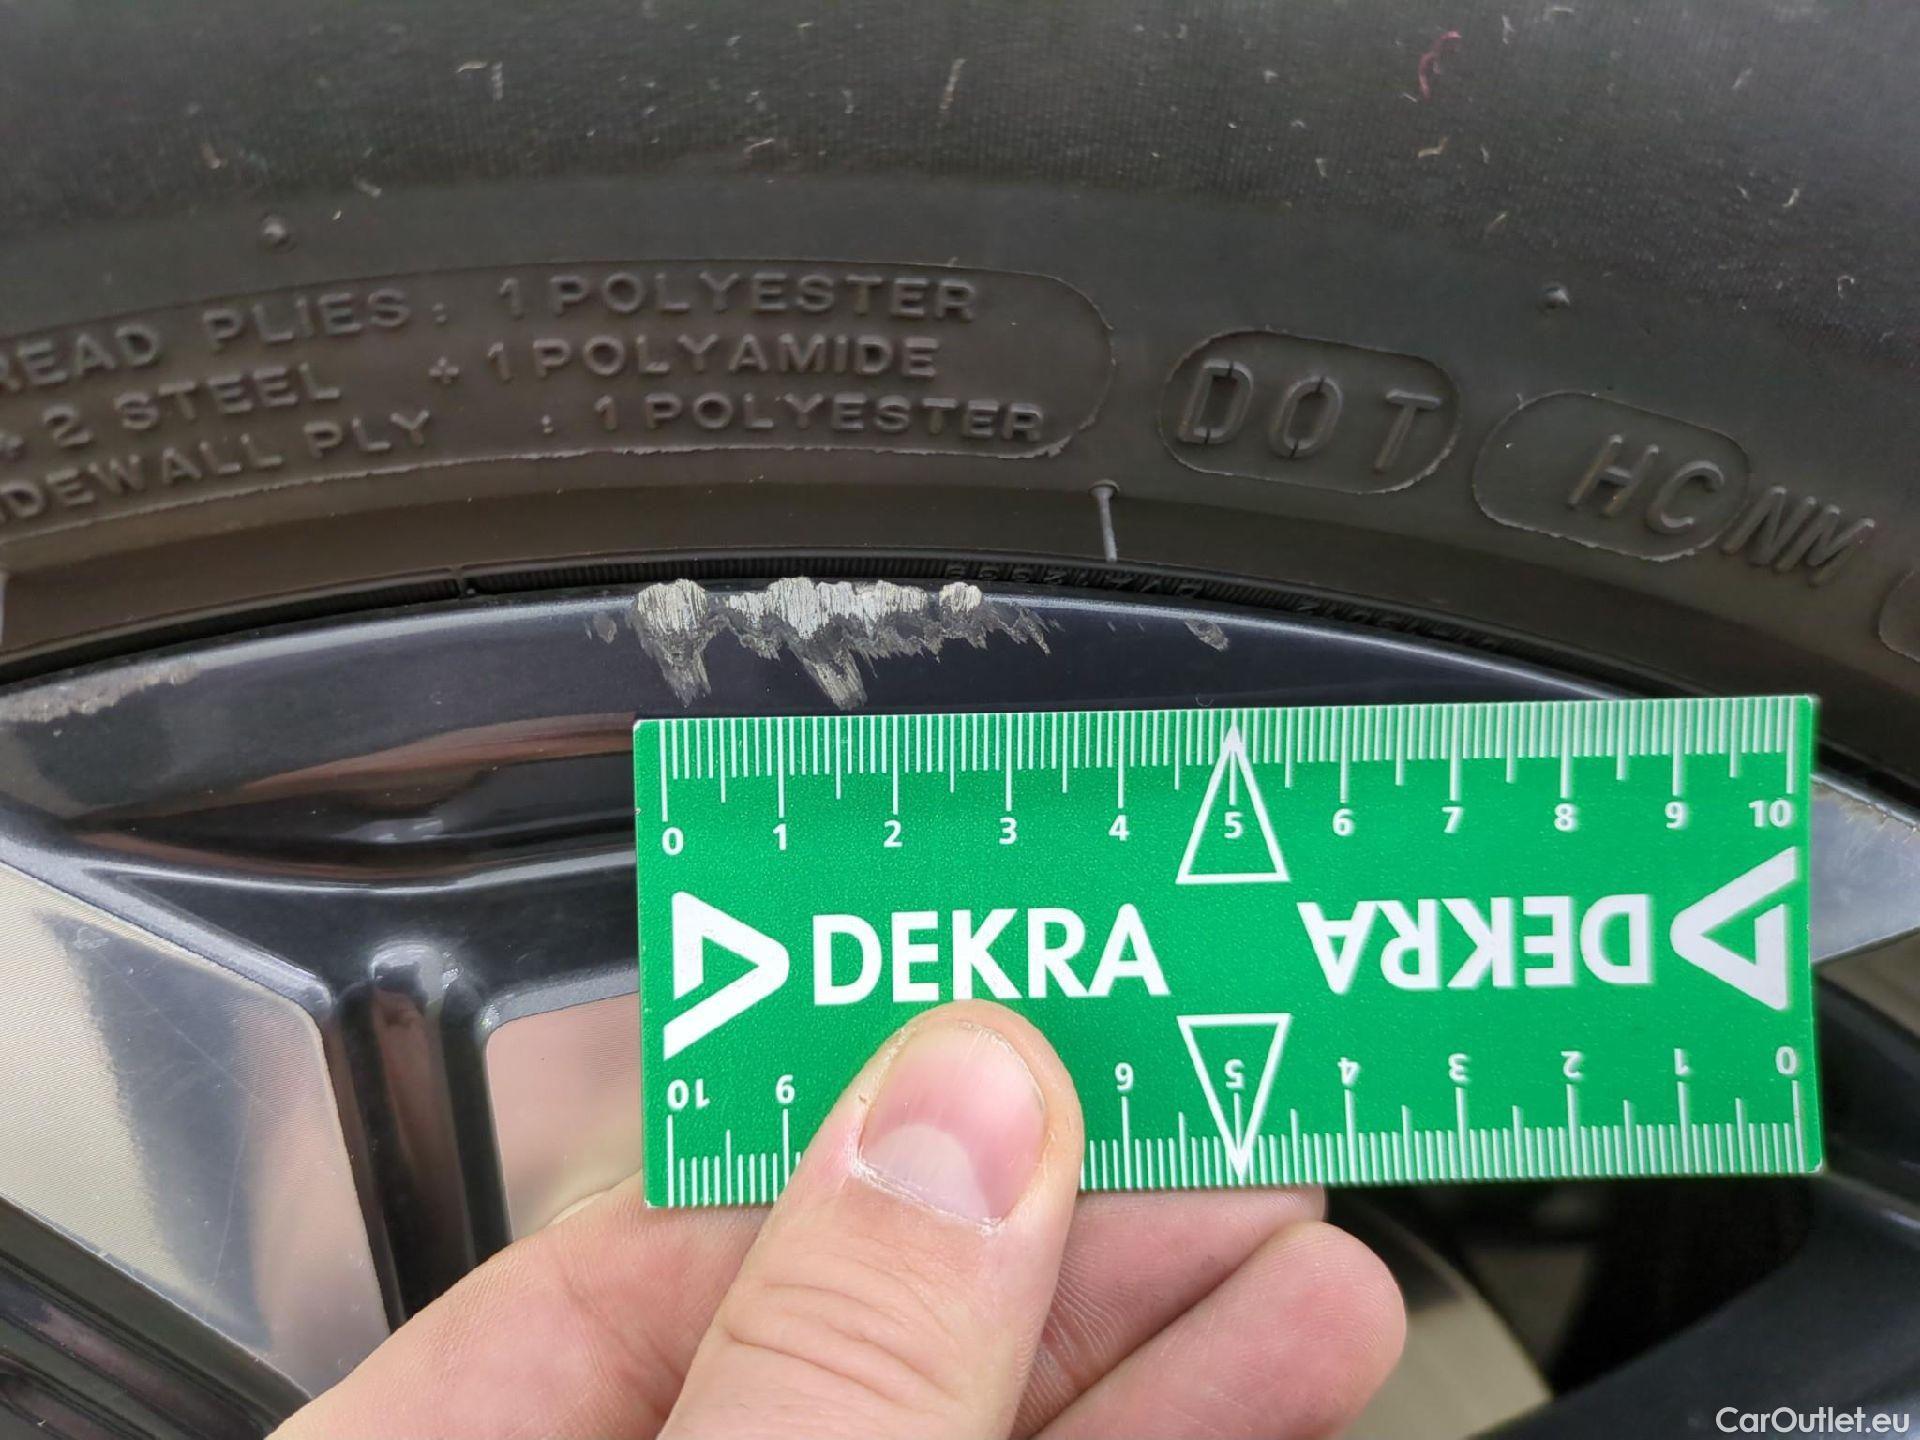 READ PLIES : 1 POLYESTER
+ 2 STEEL + 1 POLYAMIDE
DEWALL PLY : 1 POLYESTER
DOT HC NM
0 1 2 3 4 5 6 7 8 9 10
DEKRA DEKRA
10 9 6 5 4 3 2 1 0
CarOutlet.eu